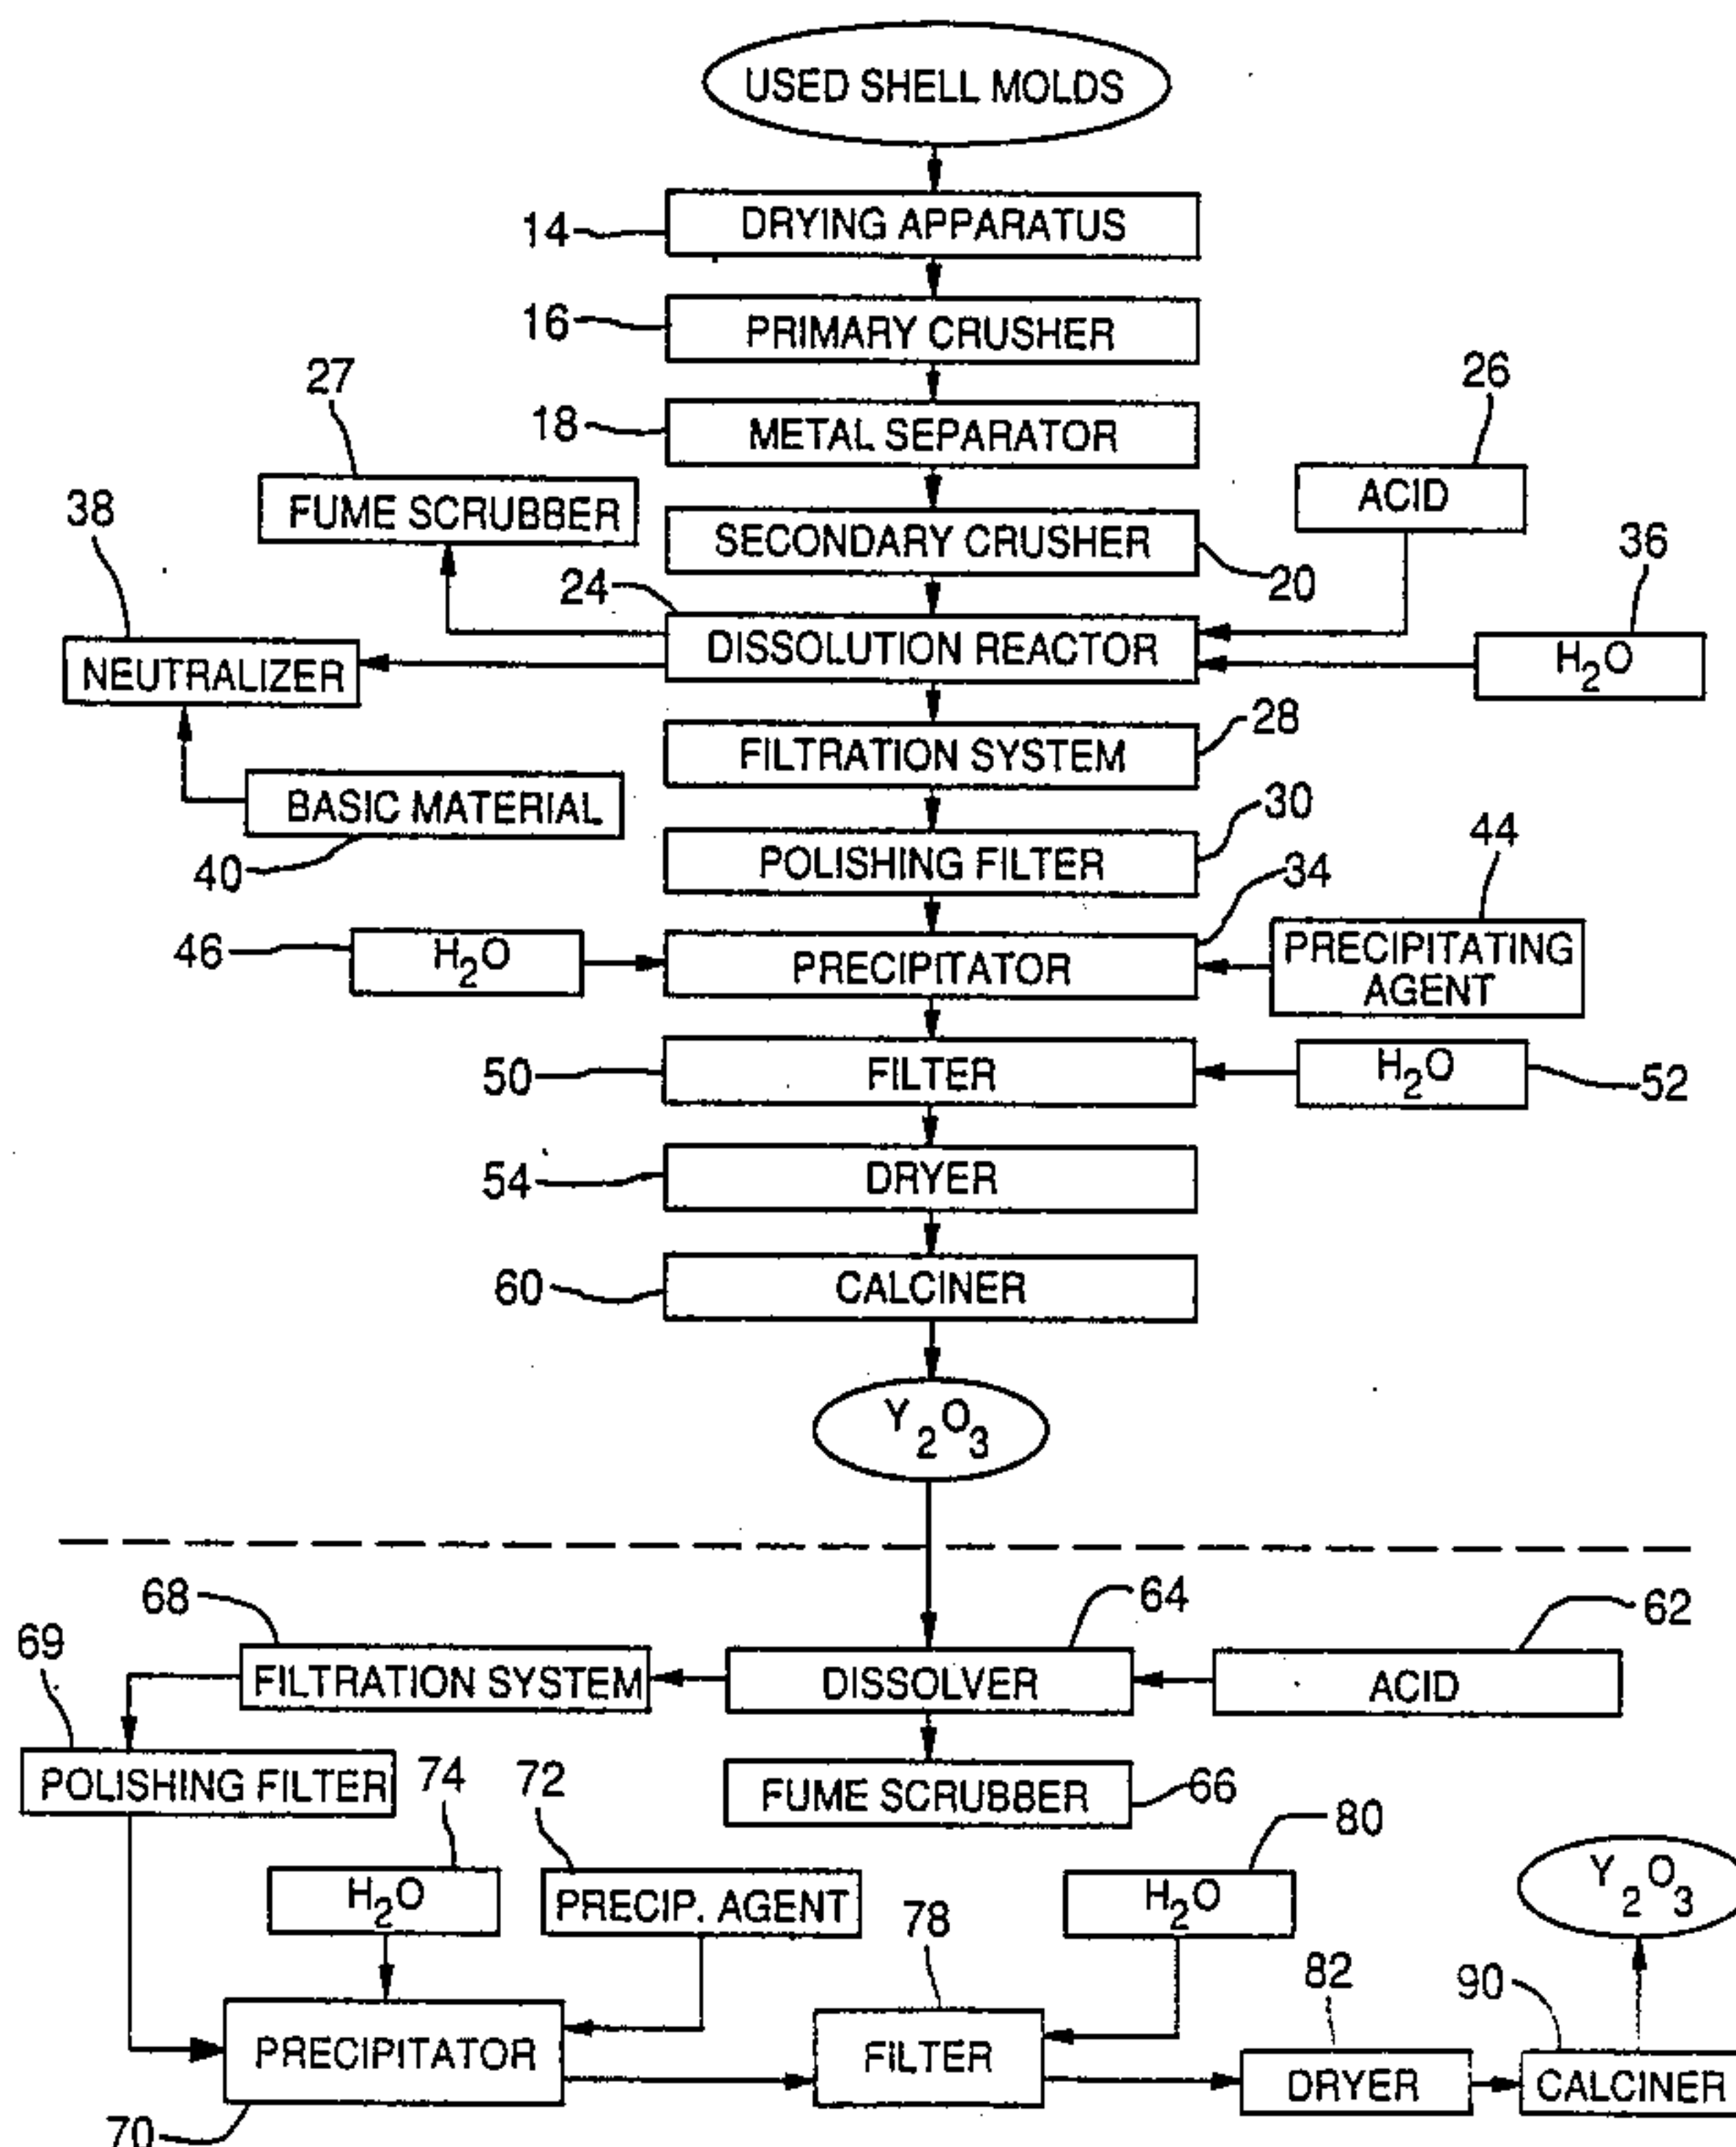 USED SHELL MOLDS
14
DRYING APPARATUS
16
PRIMARY CRUSHER
27
26
18
METAL SEPARATOR
ACID
38
FUME SCRUBBER
SECONDARY CRUSHER
20
36
24
NEUTRALIZER
DISSOLUTION REACTOR
H₂O
28
FILTRATION SYSTEM
BASIC MATERIAL
40
30
POLISHING FILTER
44
34
46
H₂O
PRECIPITATOR
PRECIPITATING
AGENT
50
FILTER
H₂O
52
54
DRYER
60
CALCINER
Y₂O₃
68
64
62
69
FILTRATION SYSTEM
DISSOLVER
ACID
POLISHING FILTER
74
72
FUME SCRUBBER
66
80
H₂O
PRECIP. AGENT
78
H₂O
Y₂O₃
82
90
PRECIPITATOR
FILTER
DRYER
CALCINER
70